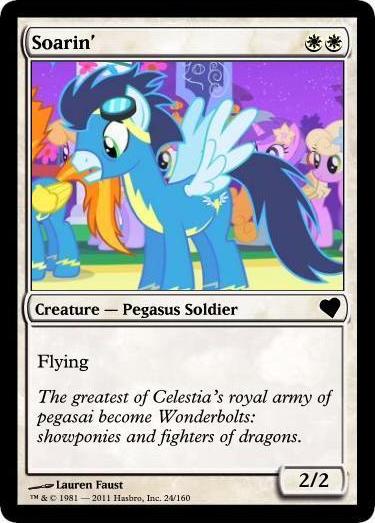 Soarin'
Creature — Pegasus Soldier
Flying
The greatest of Celestia's royal army of
pegasai become Wonderbolts:
showponies and fighters of dragons.
Lauren Faust
2/2
™ & © 1981 — 2011 Hasbro, Inc. 24/160